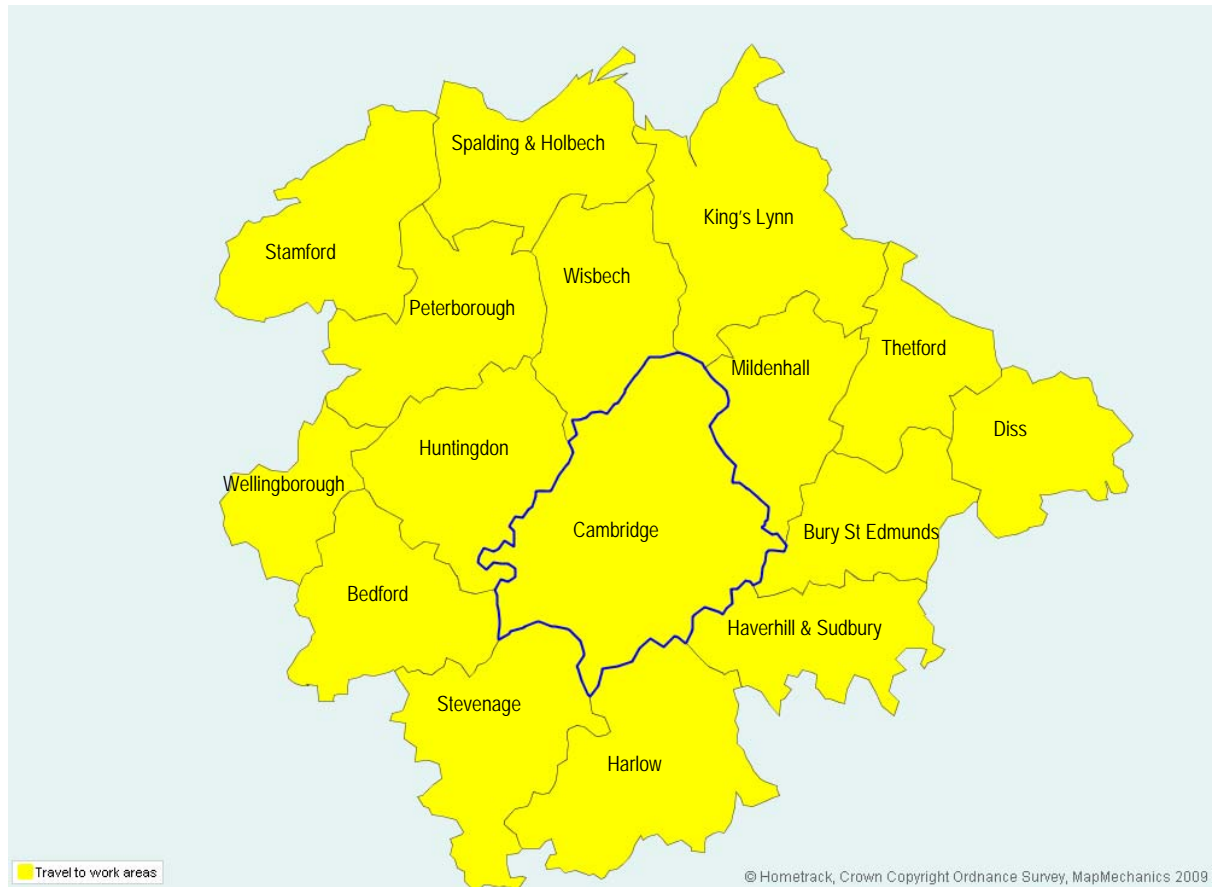 Spalding & Holbech
King's Lynn
Stamford
Wisbech
Peterborough
Thetford
Mildenhall
Diss
Huntingdon
Wellingborough
Cambridge
Bury St Edmunds
Bedford
Haverhill & Sudbury
Stevenage
Harlow
Travel to work areas
© Hometrack, Crown Copyright Ordnance Survey, MapMechanics 2009